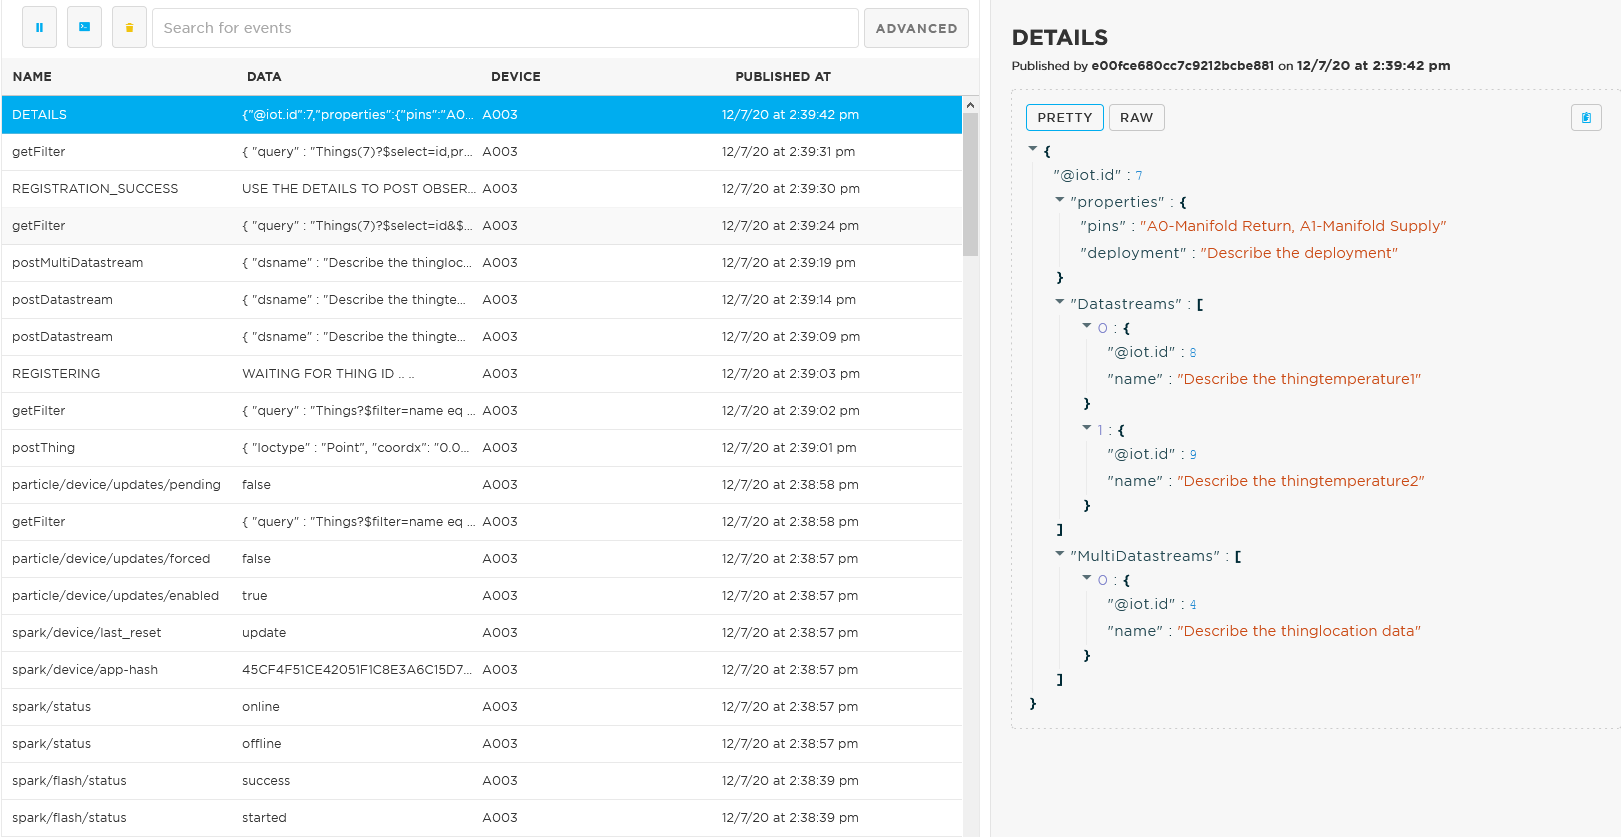 Search for events
ADVANCED
NAME DATA DEVICE PUBLISHED AT
DETAILS {"@iot.id":7,"properties":{"pins":"A0... A003 12/7/20 at 2:39:42 pm
getFilter { "query" : "Things(7)?$select=id,pr... A003 12/7/20 at 2:39:31 pm
REGISTRATION_SUCCESS USE THE DETAILS TO POST OBSER... A003 12/7/20 at 2:39:30 pm
getFilter { "query" : "Things(7)?$select=id&$... A003 12/7/20 at 2:39:24 pm
postMultiDatastream { "dsname" : "Describe the thingloc... A003 12/7/20 at 2:39:19 pm
postDatastream { "dsname" : "Describe the thingte... A003 12/7/20 at 2:39:14 pm
postDatastream { "dsname" : "Describe the thingte... A003 12/7/20 at 2:39:09 pm
REGISTERING WAITING FOR THING ID .. .. A003 12/7/20 at 2:39:03 pm
getFilter { "query" : "Things?$filter=name eq ... A003 12/7/20 at 2:39:02 pm
postThing { "loctype" : "Point", "coordx": "0.0... A003 12/7/20 at 2:39:01 pm
particle/device/updates/pending false A003 12/7/20 at 2:38:58 pm
getFilter { "query" : "Things?$filter=name eq ... A003 12/7/20 at 2:38:58 pm
particle/device/updates/forced false A003 12/7/20 at 2:38:57 pm
particle/device/updates/enabled true A003 12/7/20 at 2:38:57 pm
spark/device/last_reset update A003 12/7/20 at 2:38:57 pm
spark/device/app-hash 45CF4F51CE42051F1C8E3A6C15D7... A003 12/7/20 at 2:38:57 pm
spark/status online A003 12/7/20 at 2:38:57 pm
spark/status offline A003 12/7/20 at 2:38:57 pm
spark/flash/status success A003 12/7/20 at 2:38:39 pm
spark/flash/status started A003 12/7/20 at 2:38:39 pm
DETAILS
Published by e00fce680cc7c9212bcbe881 on 12/7/20 at 2:39:42 pm
PRETTY RAW
{
"@iot.id" : 7
"properties" : {
"pins" : "A0-Manifold Return, A1-Manifold Supply"
"deployment" : "Describe the deployment"
}
"Datastreams" : [
0 : {
"@iot.id" : 8
"name" : "Describe the thingtemperature1"
}
1 : {
"@iot.id" : 9
"name" : "Describe the thingtemperature2"
}
]
"MultiDatastreams" : [
0 : {
"@iot.id" : 4
"name" : "Describe the thinglocation data"
}
]
}